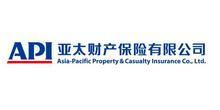 API 亚太财产保险有限公司
Asia-Pacific Property & Casualty Insurance Co., Ltd.